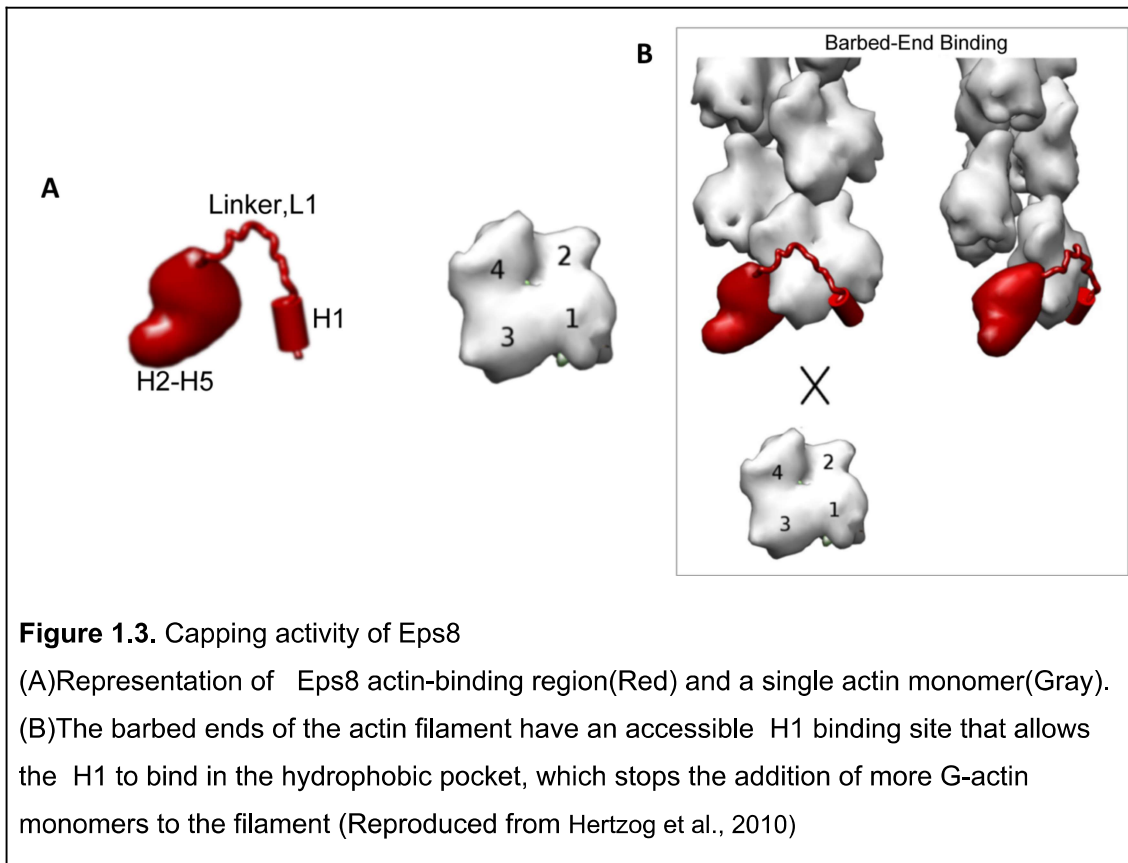 B
Barbed-End Binding
A
Linker,L1
H1
H2-H5
4
2
3
1
X
4
2
3
1
Figure 1.3. Capping activity of Eps8
(A)Representation of Eps8 actin-binding region(Red) and a single actin monomer(Gray).
(B)The barbed ends of the actin filament have an accessible H1 binding site that allows
the H1 to bind in the hydrophobic pocket, which stops the addition of more G-actin
monomers to the filament (Reproduced from Hertzog et al., 2010)